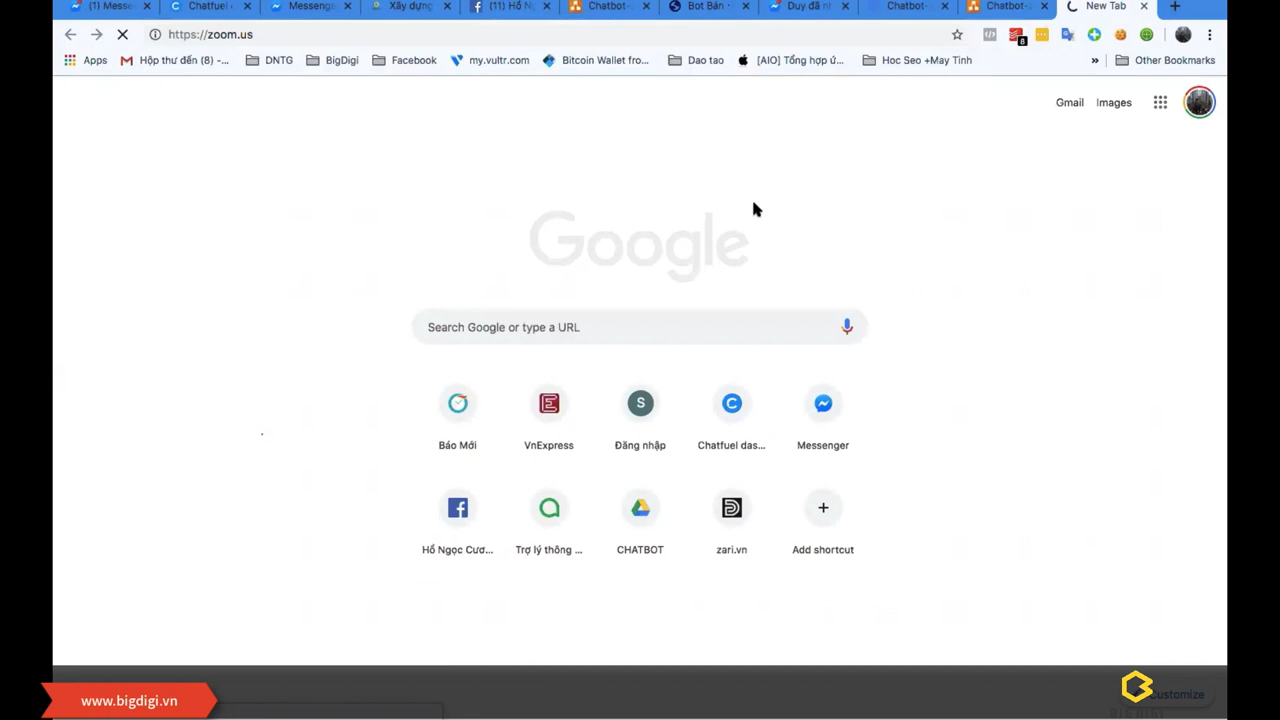 (1) Messe
Chatfuel
Messenge
Xây dựng
(11) Hồ Ng
Chatbot-
Bot Bán -
Duy đã n
Chatbot-
Chatbot-
New Tab
https://zoom.us
8
Apps
Hộp thư đến (8) -...
DNTG
BigDigi
Facebook
my.vultr.com
Bitcoin Wallet fro...
Dao tao
[AIO] Tổng hợp ứ...
Hoc Seo +May Tinh
»
Other Bookmarks
Gmail
Images
Google
Search Google or type a URL
Báo Mới
VnExpress
S
Đăng nhập
Chatfuel das...
Messenger
Hồ Ngọc Cươ...
Trợ lý thông ...
CHATBOT
zari.vn
Add shortcut
www.bigdigi.vn
Customize